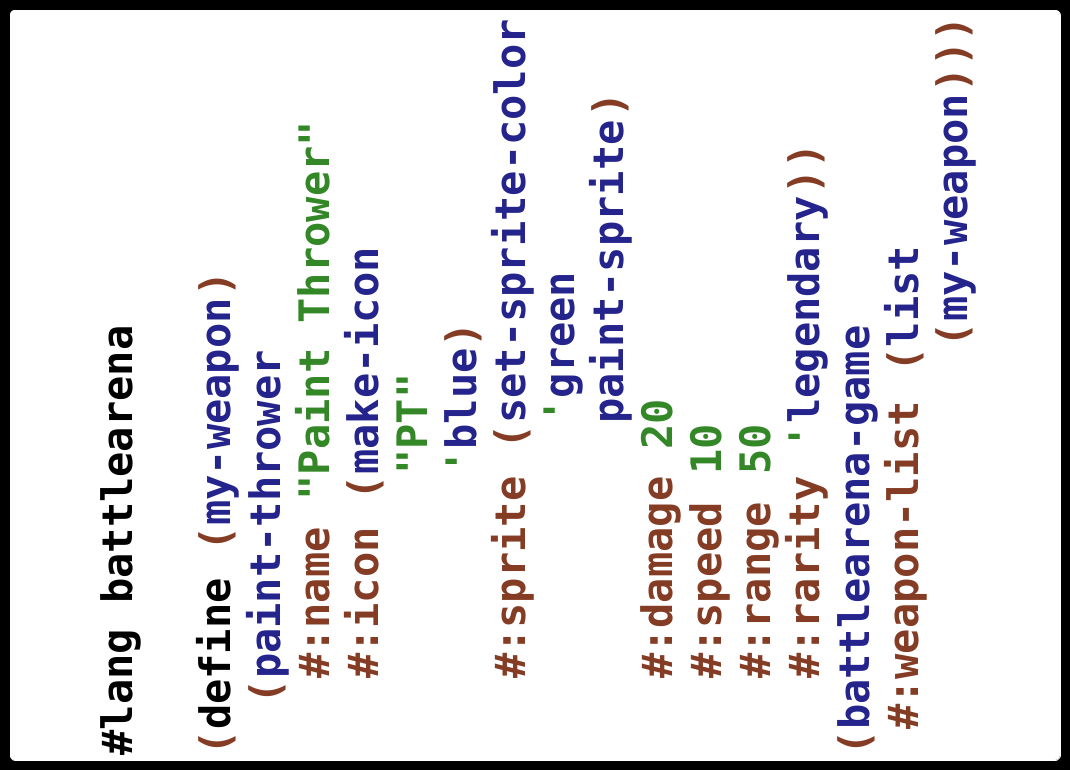 #lang battlearena
(define (my-weapon)
(paint-thrower
#:name "Paint Thrower"
#:icon (make-icon
"PT"
'blue)
#:sprite (set-sprite-color
'green
paint-sprite)
#:damage 20
#:speed 10
#:range 50
#:rarity 'legendary))
(battlearena-game
#:weapon-list (list
(my-weapon)))